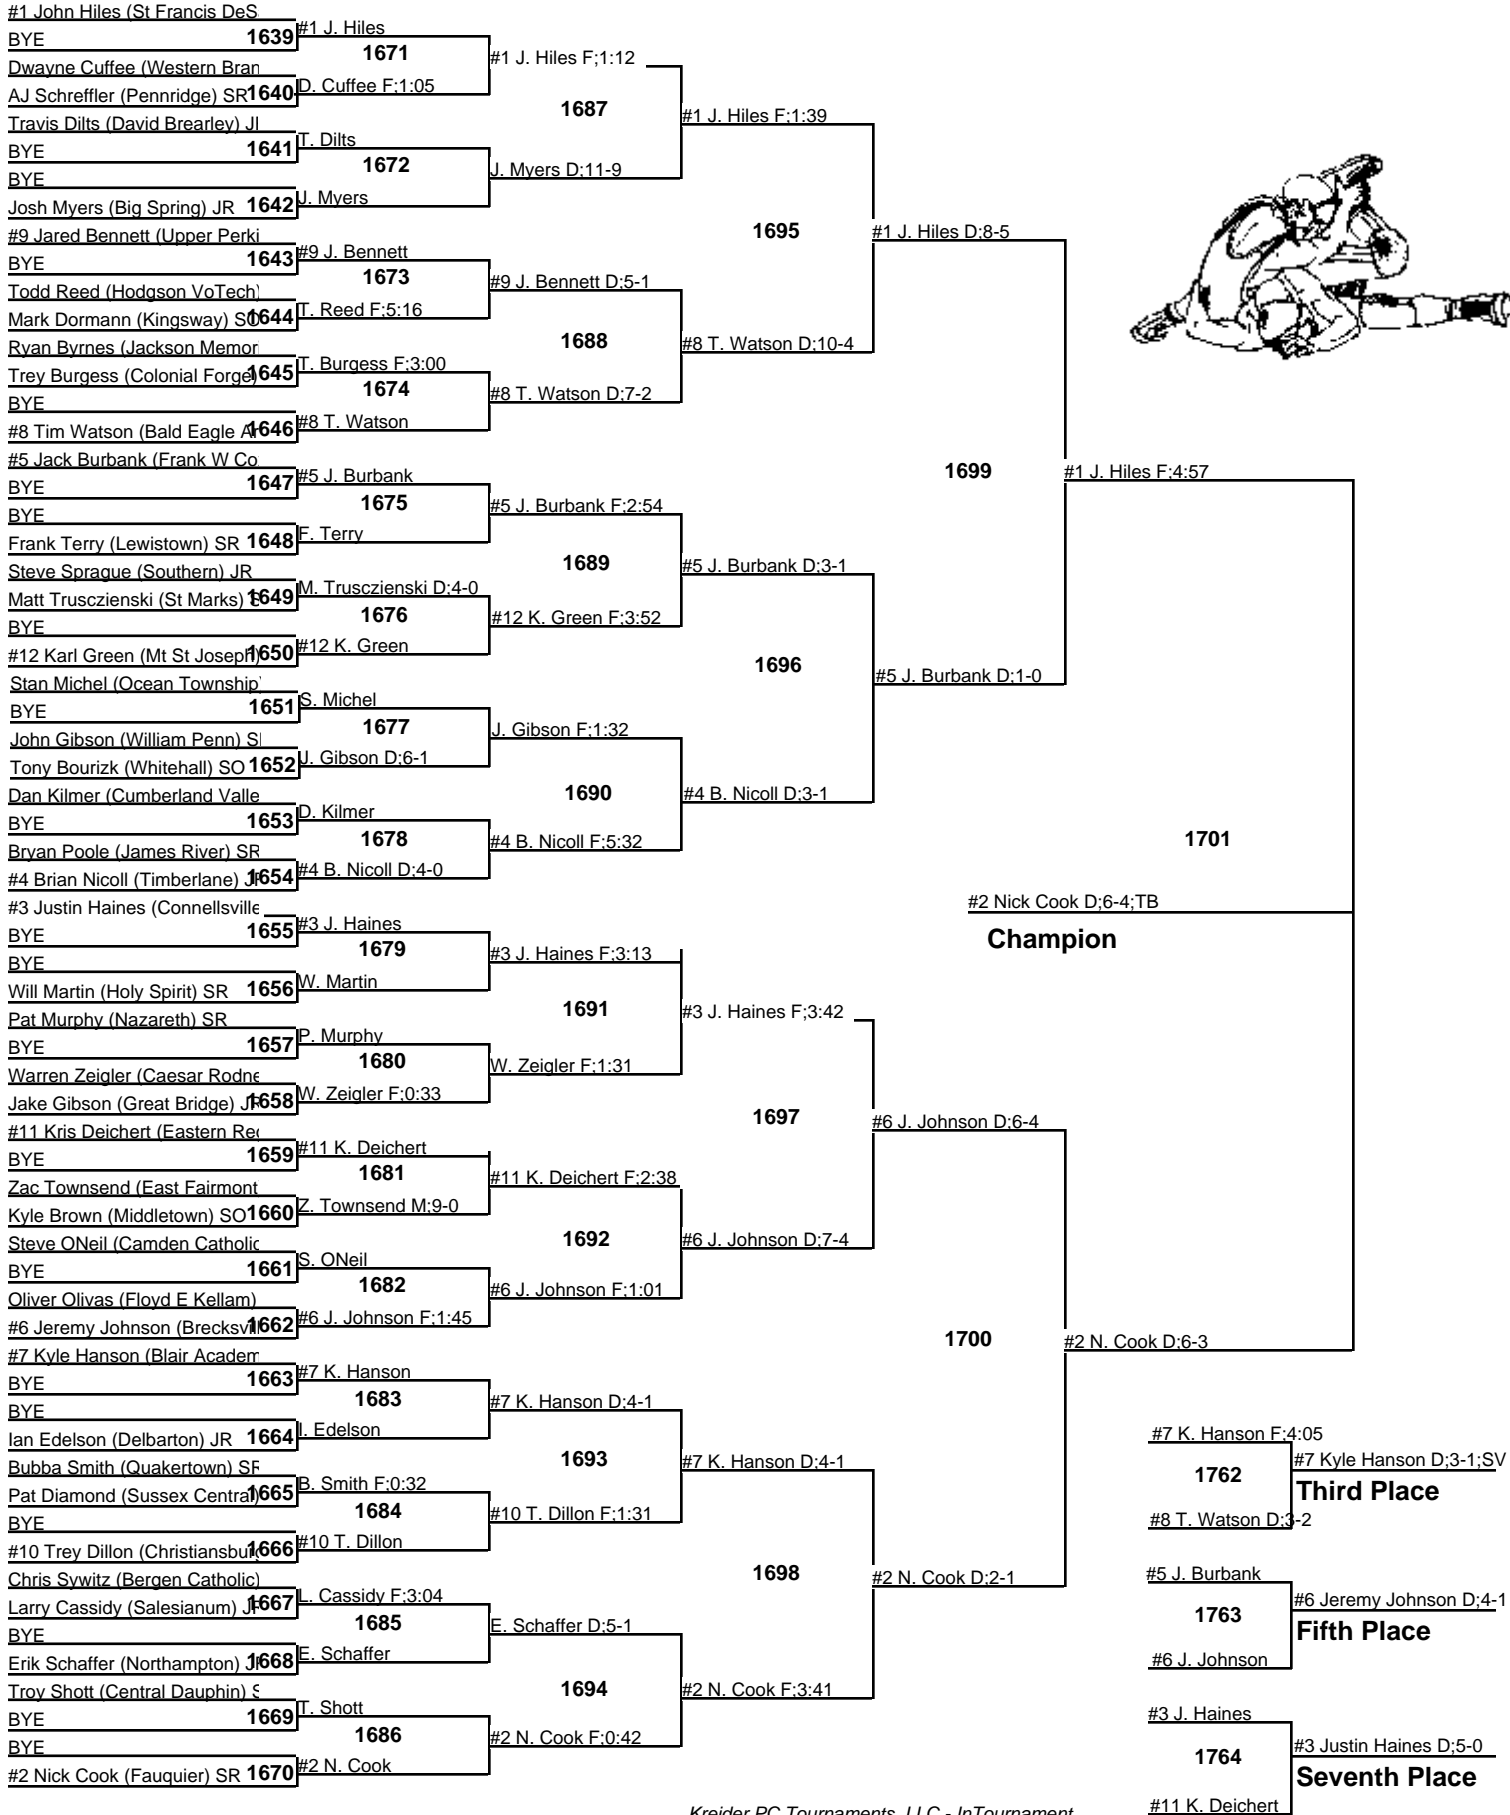 #1 John Hiles (St Francis DeS
BYE
1639
Dwayne Cuffee (Western Bran
AJ Schreffler (Pennridge) SR
1640
Travis Dilts (David Brearley)
BYE
1641
BYE
Josh Myers (Big Spring) JR
1642
#9 Jared Bennett (Upper Perki
BYE
1643
Todd Reed (Hodgson VoTech)
Mark Dormann (Kingsway) SO
1644
Ryan Byrnes (Jackson Memor
Trey Burgess (Colonial Forge)
1645
BYE
#8 Tim Watson (Bald Eagle
1646
#5 Jack Burbank (Frank W Co
BYE
1647
BYE
Frank Terry (Lewistown) SR
1648
Steve Sprague (Southern) JR
Matt Trusczienski (St Marks)
1649
BYE
#12 Karl Green (Mt St Joseph)
1650
Stan Michel (Ocean Township
BYE
1651
John Gibson (William Penn)
Tony Bourizk (Whitehall) SO
1652
Dan Kilmer (Cumberland Valle
BYE
1653
Bryan Poole (James River) SR
#4 Brian Nicoll (Timberlane)
1654
#3 Justin Haines (Connellsville
BYE
1655
BYE
Will Martin (Holy Spirit) SR
1656
Pat Murphy (Nazareth) SR
BYE
1657
Warren Zeigler (Caesar Rodne
Jake Gibson (Great Bridge) JR
1658
#11 Kris Deichert (Eastern Reg
BYE
1659
Zac Townsend (East Fairmont
Kyle Brown (Middletown) SO
1660
Steve ONeil (Camden Catholic
BYE
1661
Oliver Olivas (Floyd E Kellam)
#6 Jeremy Johnson (Brecksvil
1662
#7 Kyle Hanson (Blair Academ
BYE
1663
BYE
Ian Edelson (Delbarton) JR
1664
Bubba Smith (Quakertown) SR
Pat Diamond (Sussex Central)
1665
BYE
#10 Trey Dillon (Christiansburg
1666
Chris Sywitz (Bergen Catholic)
Larry Cassidy (Salesianum)
1667
BYE
Erik Schaffer (Northampton)
1668
Troy Shott (Central Dauphin)
BYE
1669
BYE
#2 Nick Cook (Fauquier) SR
1670
#1 J. Hiles
1671
D. Cuffee F;1:05
T. Dilts
1672
J. Myers
#9 J. Bennett
1673
T. Reed F;5:16
T. Burgess F;3:00
1674
#8 T. Watson
#5 J. Burbank
1675
F. Terry
M. Trusczienski D;4-0
1676
#12 K. Green
S. Michel
1677
J. Gibson D;6-1
D. Kilmer
1678
#4 B. Nicoll D;4-0
#3 J. Haines
1679
W. Martin
P. Murphy
1680
W. Zeigler F;0:33
#11 K. Deichert
1681
Z. Townsend M;9-0
S. ONeil
1682
#6 J. Johnson F;1:45
#7 K. Hanson
1683
I. Edelson
B. Smith F;0:32
1684
#10 T. Dillon
L. Cassidy F;3:04
1685
E. Schaffer
T. Shott
1686
#2 N. Cook
#1 J. Hiles F;1:12
1687
J. Myers D;11-9
#9 J. Bennett D;5-1
1688
#8 T. Watson D;7-2
#5 J. Burbank F;2:54
1689
#12 K. Green F;3:52
J. Gibson F;1:32
1690
#4 B. Nicoll F;5:32
#3 J. Haines F;3:13
1691
W. Zeigler F;1:31
#11 K. Deichert F;2:38
1692
#6 J. Johnson F;1:01
#7 K. Hanson D;4-1
1693
#10 T. Dillon F;1:31
E. Schaffer D;5-1
1694
#2 N. Cook F;0:42
#1 J. Hiles F;1:39
1695
#8 T. Watson D;10-4
#5 J. Burbank D;3-1
1696
#4 B. Nicoll D;3-1
#3 J. Haines F;3:42
1697
#6 J. Johnson D;7-4
#7 K. Hanson D;4-1
1698
#2 N. Cook F;3:41
#1 J. Hiles D;8-5
1699
#5 J. Burbank D;1-0
#6 J. Johnson D;6-4
1700
#2 N. Cook D;2-1
#1 J. Hiles F;4:57
1701
#2 N. Cook D;6-3
#2 Nick Cook D;6-4;TB
Champion
#7 K. Hanson F;4:05
1762
#8 T. Watson D;3-2
#7 Kyle Hanson D;3-1;SV
Third Place
#5 J. Burbank
1763
#6 J. Johnson
#6 Jeremy Johnson D;4-1
Fifth Place
#3 J. Haines
1764
#11 K. Deichert
#3 Justin Haines D;5-0
Seventh Place
Kreider PC Tournaments, LLC - InTournament